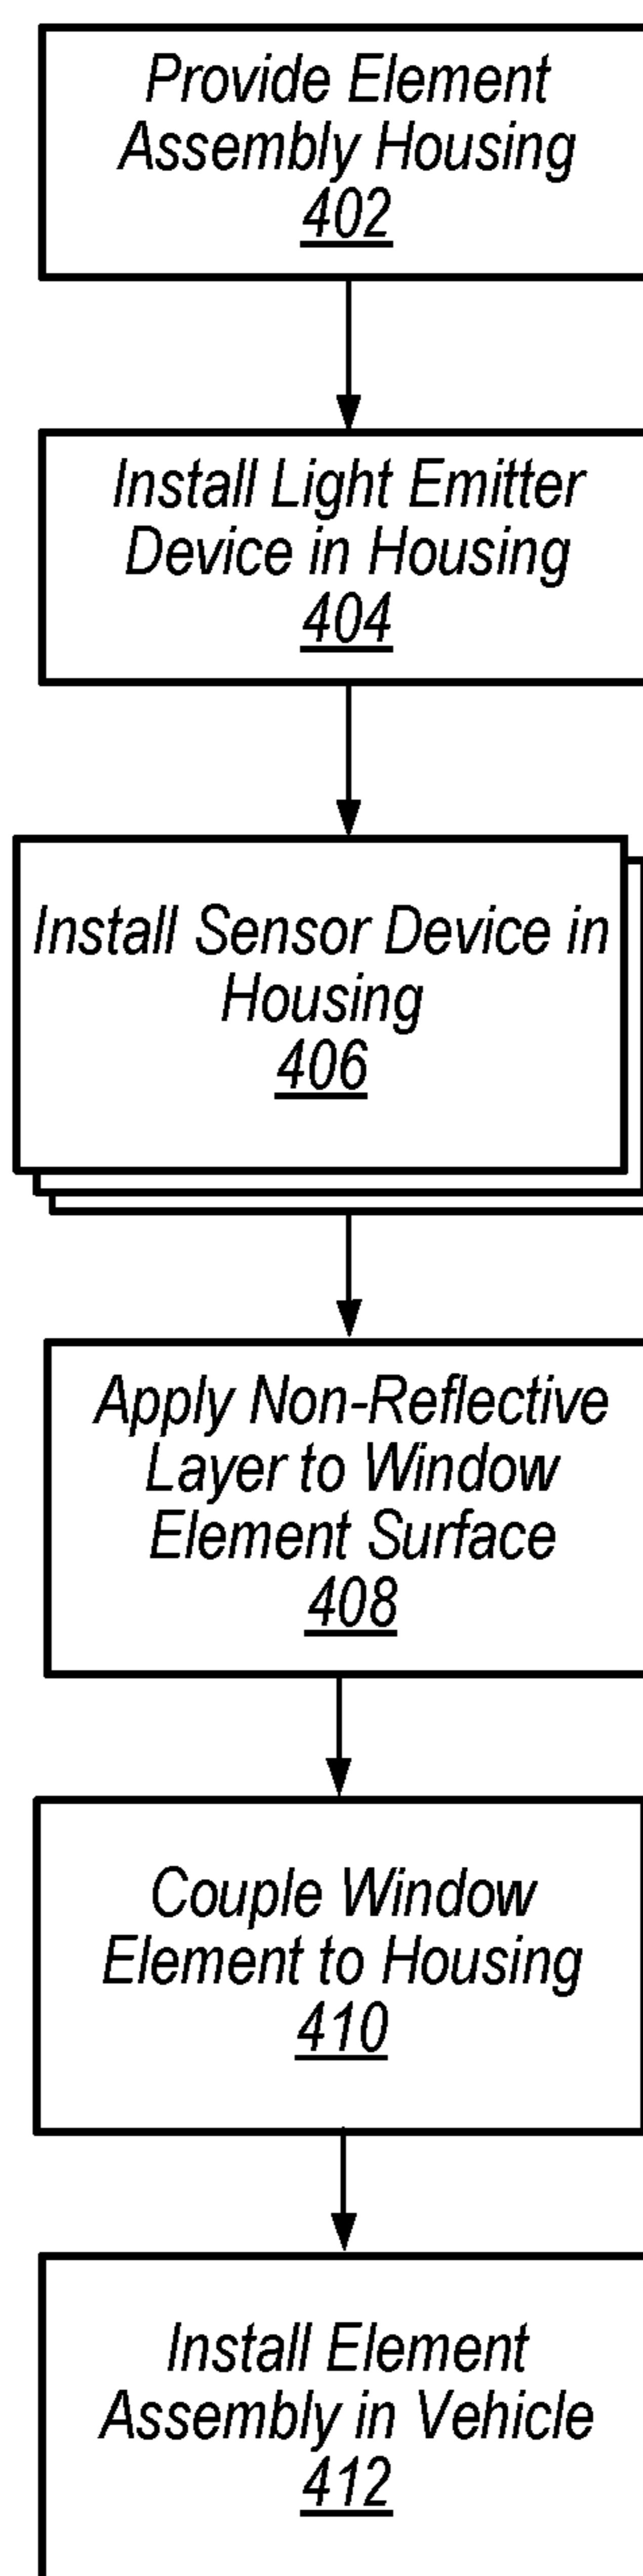 Provide Element
Assembly Housing
402
Install Light Emitter
Device in Housing
404
Install Sensor Device in
Housing
406
Apply Non-Reflective
Layer to Window
Element Surface
408
Couple Window
Element to Housing
410
Install Element
Assembly in Vehicle
412